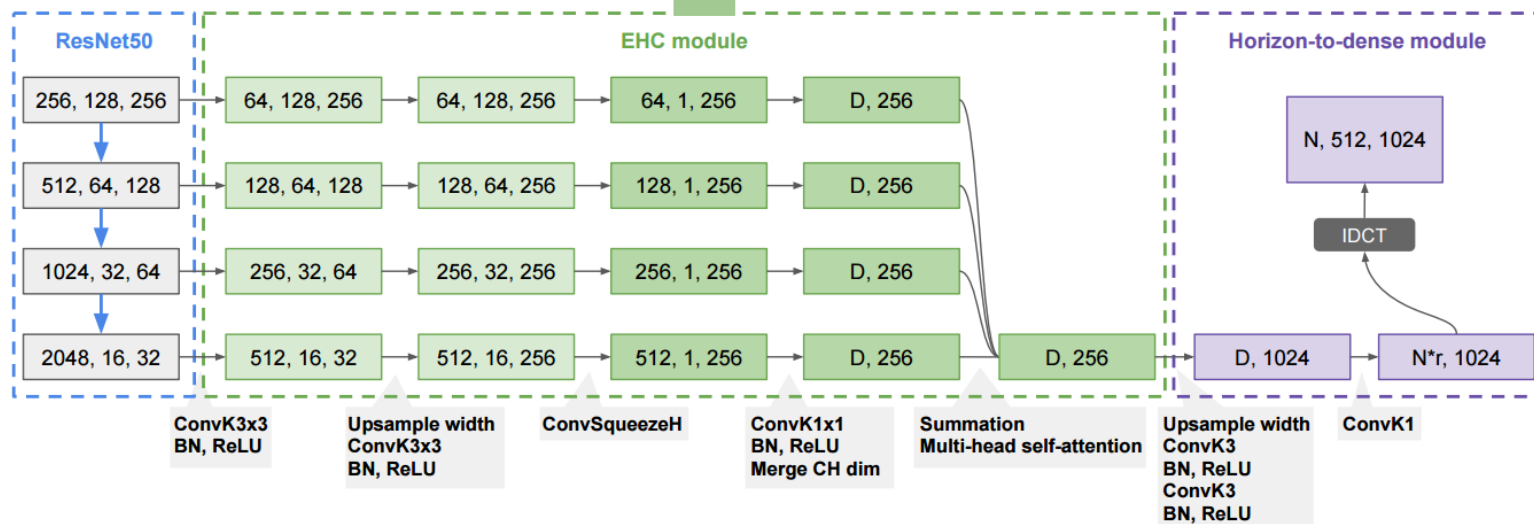 ResNet50
EHC module
Horizon-to-dense module
256, 128, 256
64, 128, 256
64, 128, 256
64, 1, 256
D, 256
N, 512, 1024
512, 64, 128
128, 64, 128
128, 64, 256
128, 1, 256
D, 256
IDCT
1024, 32, 64
256, 32, 64
256, 32, 256
256, 1, 256
D, 256
2048, 16, 32
512, 16, 32
512, 16, 256
512, 1, 256
D, 256
D, 256
D, 1024
N*r, 1024
ConvK3x3
BN, ReLU
Upsample width
ConvK3x3
BN, ReLU
ConvSqueezeH
ConvK1x1
BN, ReLU
Merge CH dim
Summation
Multi-head self-attention
Upsample width
ConvK3
BN, ReLU
ConvK3
BN, ReLU
ConvK1